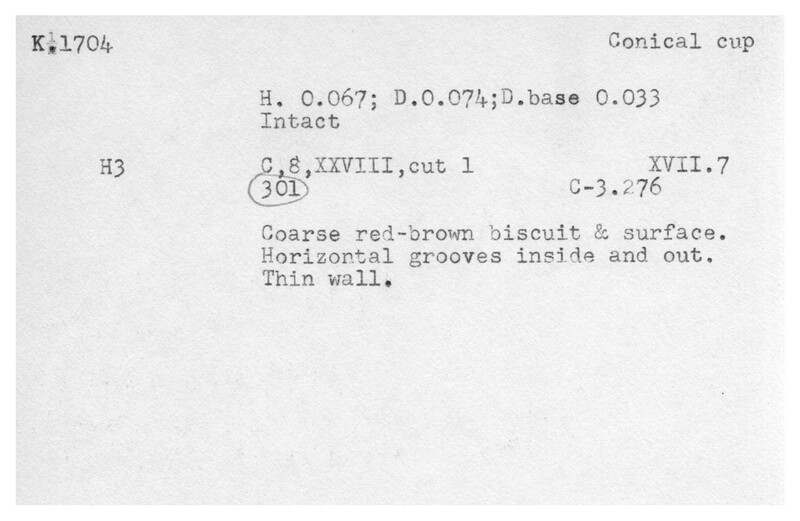 K.1704 Conical cup
H. 0.067; D.0.074;D.base 0.033
Intact
H3 C,8,XXVIII,cut 1 XVII.7
301 C-3.276
Coarse red-brown biscuit & surface.
Horizontal grooves inside and out.
Thin wall.